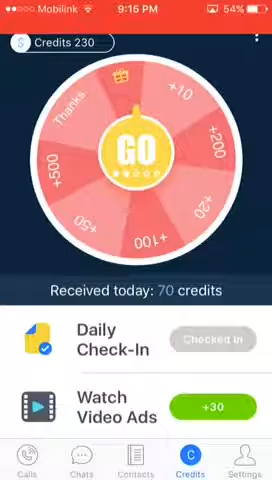 Mobilink 9:15 PM 54%
$ Credits 230
Thanks
+10
+200
+20
+100
+50
+500
GO
Received today: 70 credits
Daily
Check-In
Checked In
Watch
Video Ads
+30
C
Calls Chats Contacts Credits Settings